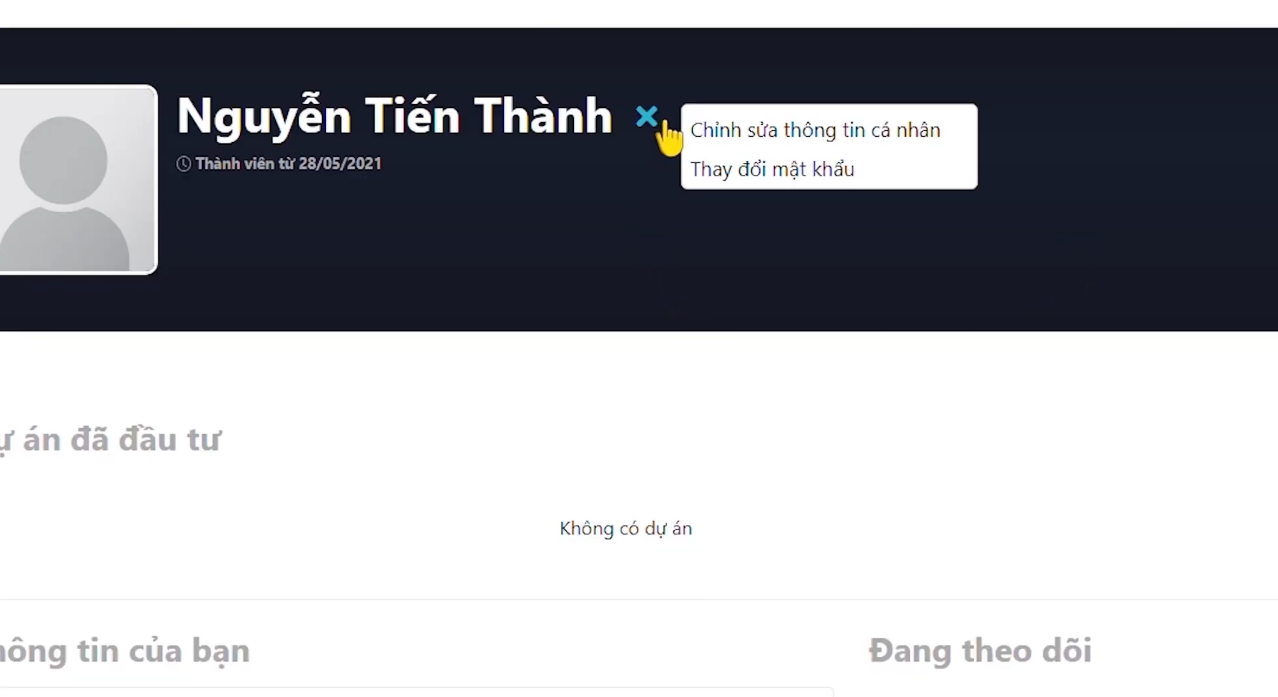 Nguyễn Tiến Thành
Chỉnh sửa thông tin cá nhân
Thay đổi mật khẩu
Thành viên từ 28/05/2021
án đã đầu tư
Không có dự án
tin của bạn
Đang theo dõi